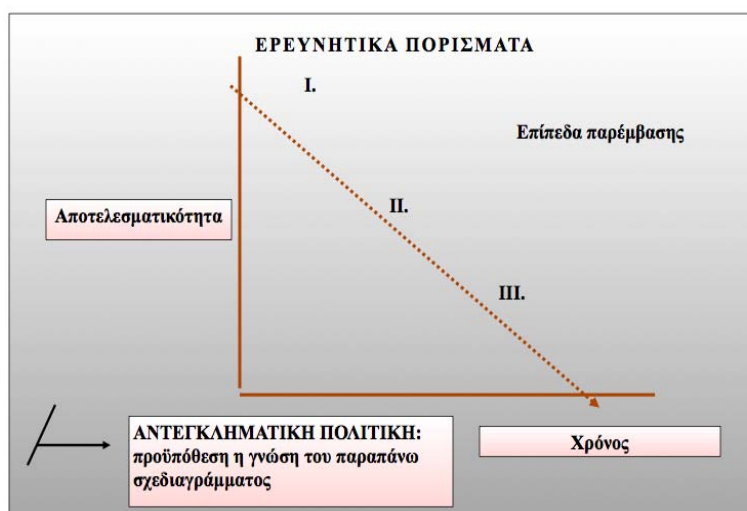 ΕΡΕΥΝΗΤΙΚΑ ΠΟΡΙΣΜΑΤΑ
I.
Επίπεδα παρέμβασης
Αποτελεσματικότητα
II.
III.
ΑΝΤΕΓΚΛΗΜΑΤΙΚΗ ΠΟΛΙΤΙΚΗ:
προϋπόθεση η γνώση του παραπάνω
σχεδιαγράμματος
Χρόνος